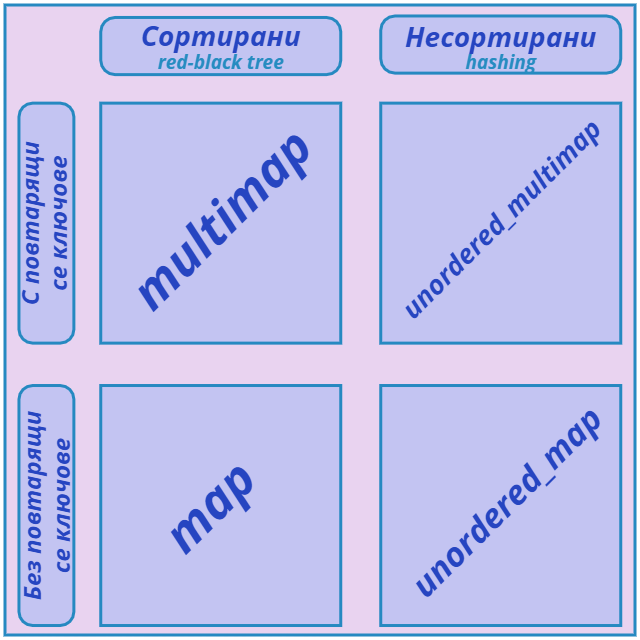 Сортирани
red-black tree
Несортирани
hashing
С повтарящи
се ключове
multimap
unordered_multimap
Без повтарящи
се ключове
map
unordered_map